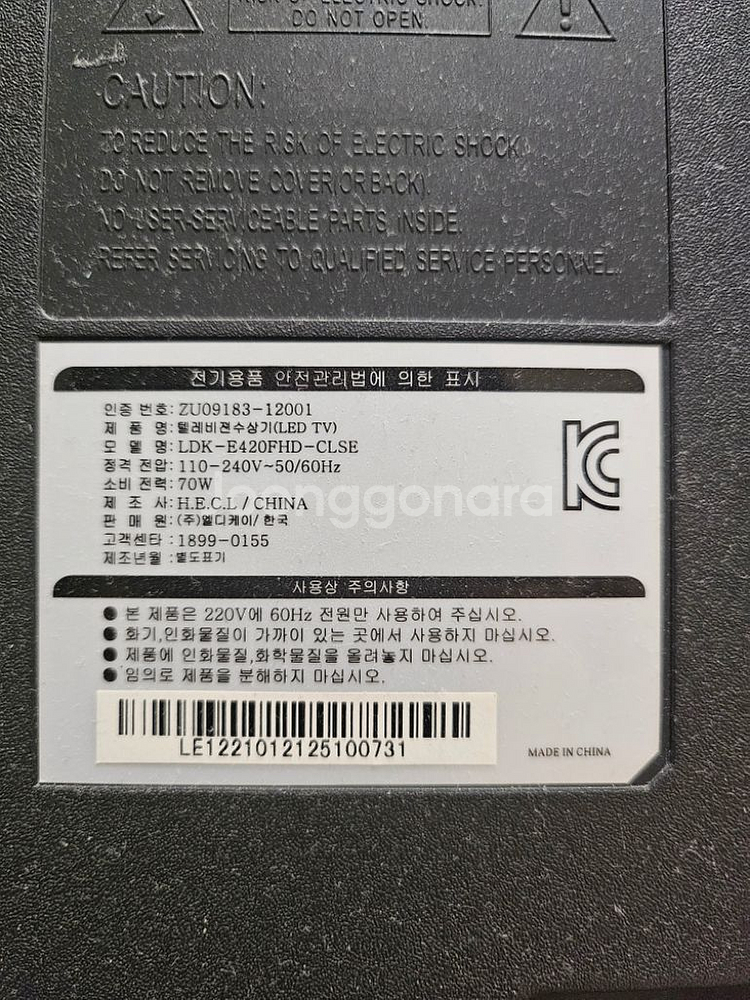 RISK OF ELECTRIC SHOCK.
DO NOT OPEN
CAUTION:
TO REDUCE THE RISK OF ELECTRIC SHOCK
DO NOT REMOVE COVER(OR BACK).
NO USER-SERVICEABLE PARTS INSIDE.
REFER SERVICING TO QUALIFIED SERVICE PERSONNEL.
전기용품 안전관리법에 의한 표시
인증 번호: ZU09183-12001
제 품 명: 텔레비젼수상기(LED TV)
모 델 명: LDK-E420FHD-CLSE
정격 전압: 110-240V~50/60Hz
소비 전력: 70W
제 조 사: H.E.C.L / CHINA
판 매 원: (주)엘디케이/ 한국
고객센타 : 1899-0155
제조년월 : 별도표기
joonggonara
사용상 주의사항
● 본 제품은 220V에 60Hz 전원만 사용하여 주십시오.
● 화기,인화물질이 가까이 있는 곳에서 사용하지 마십시오.
● 제품에 인화물질,화학물질을 올려놓지 마십시오.
● 임의로 제품을 분해하지 마십시오.
LE1221012125100731
MADE IN CHINA